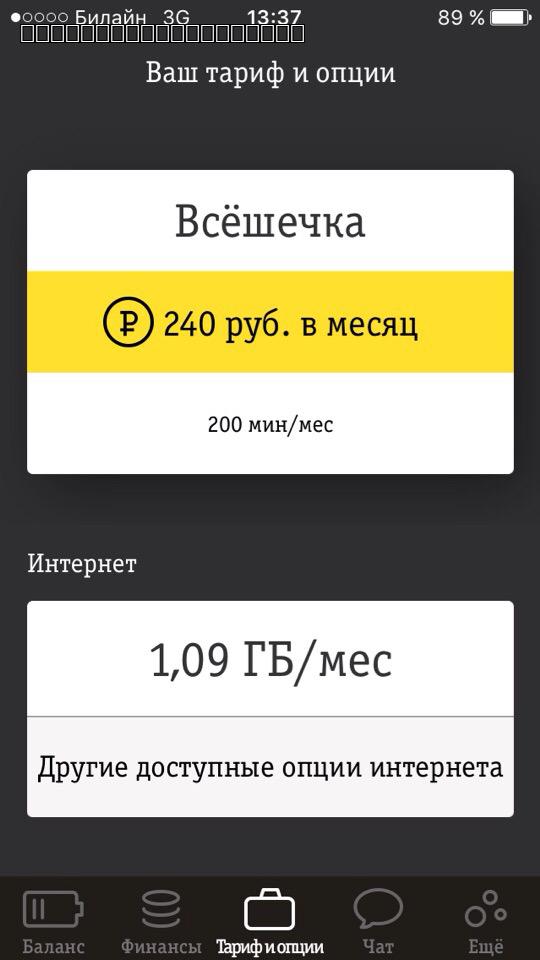 Билайн 3G 13:37 89 %
Ваш тариф и опции
Всёшечка
₽ 240 руб. в месяц
200 мин/мес
Интернет
1,09 ГБ/мес
Другие доступные опции интернета
Баланс Финансы Тариф и опции Чат Ещё